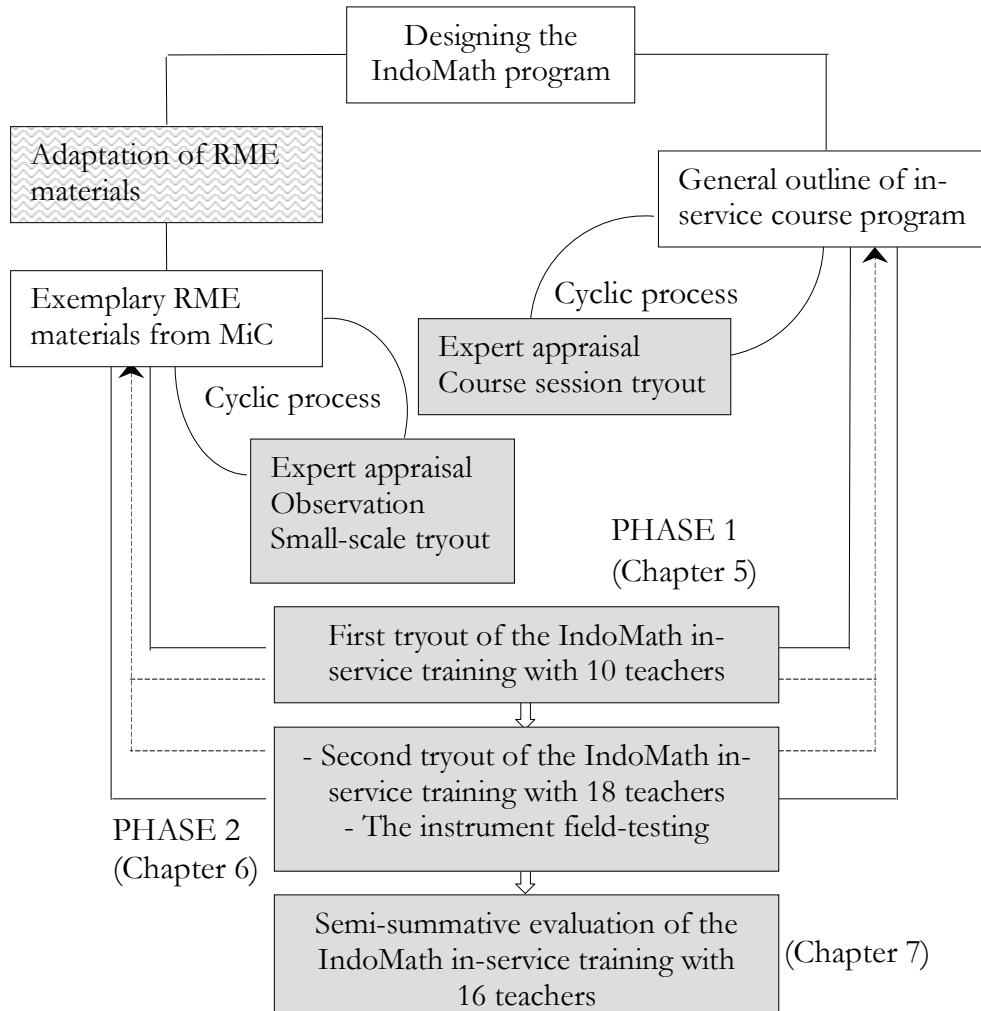 Designing the
IndoMath program
Adaptation of RME
materials
General outline of in-
service course program
Exemplary RME
materials from MiC
Cyclic process
Expert appraisal
Course session tryout
Cyclic process
Expert appraisal
Observation
Small-scale tryout
PHASE 1
(Chapter 5)
First tryout of the IndoMath in-
service training with 10 teachers
- Second tryout of the IndoMath in-
service training with 18 teachers
- The instrument field-testing
PHASE 2
(Chapter 6)
Semi-summative evaluation of the
IndoMath in-service training with
16 teachers
(Chapter 7)